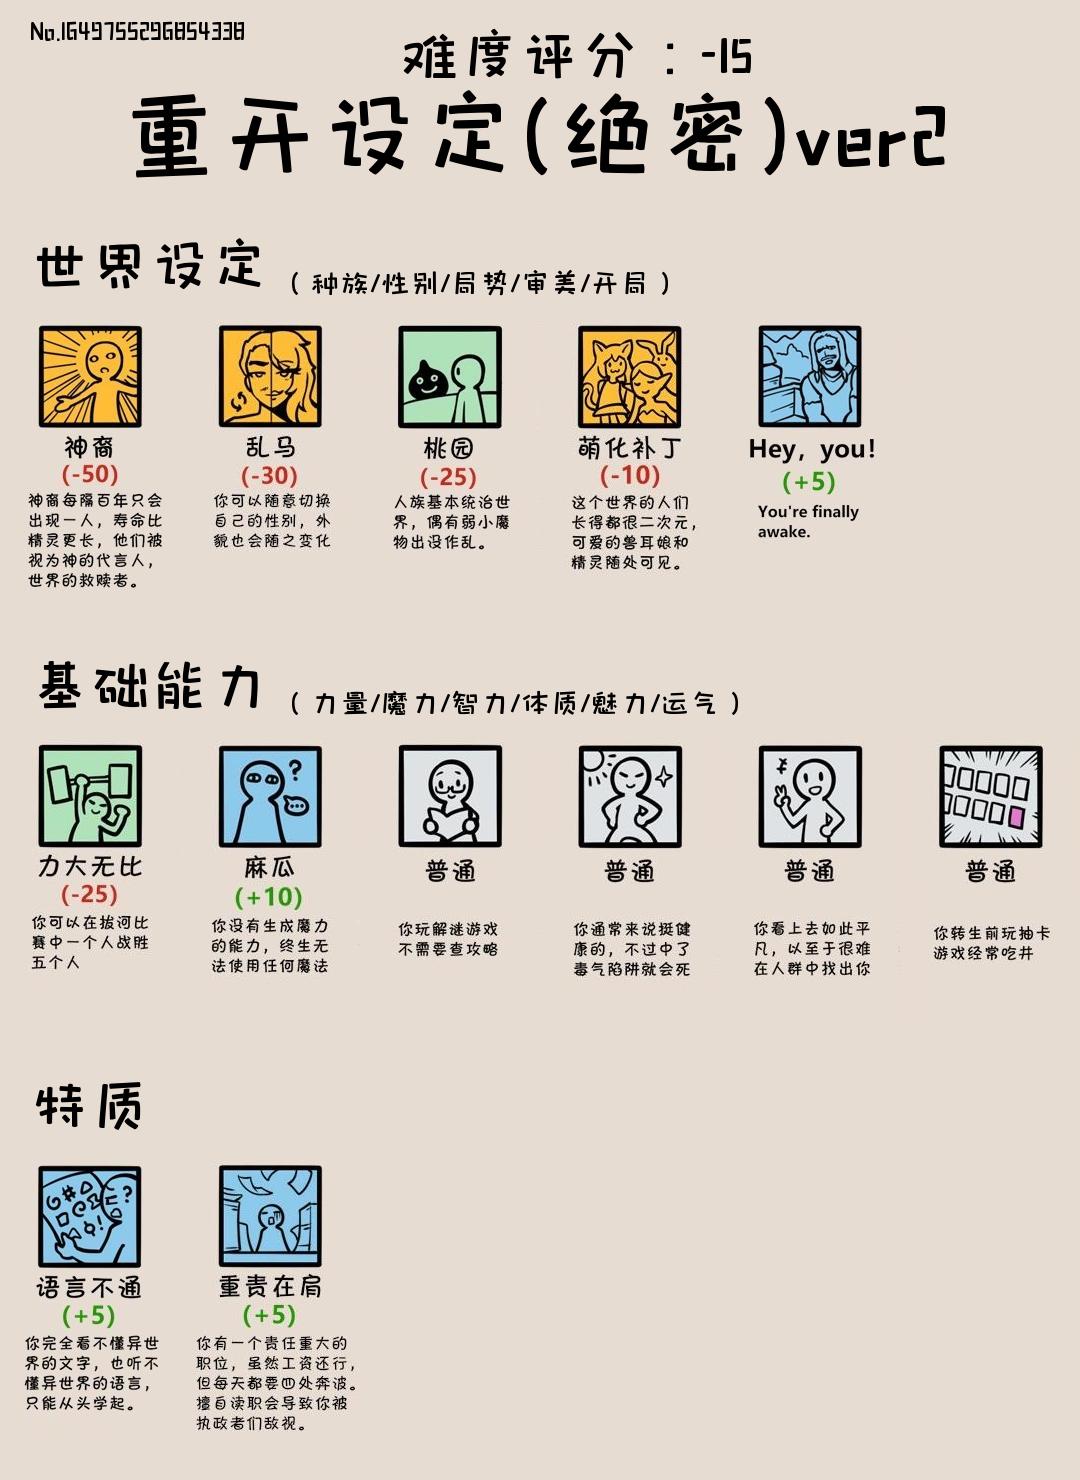 No.1649755296854338
难度评分：-15
重开设定(绝密)ver2
世界设定 (种族/性别/局势/审美/开局)
神裔
(-50)
神裔每隔百年只会
出现一人，寿命比
精灵更长，他们被
视为神的代言人，
世界的救赎者。
乱马
(-30)
你可以随意切换
自己的性别，外
貌也会随之变化
桃园
(-25)
人族基本统治世
界，偶有弱小魔
物出没作乱。
萌化补丁
(-10)
这个世界的人们
长得都很二次元，
可爱的兽耳娘和
精灵随处可见。
Hey, you!
(+5)
You're finally
awake.
基础能力 (力量/魔力/智力/体质/魅力/运气)
力大无比
(-25)
你可以在拔河比
赛中一个人战胜
五个人
麻瓜
(+10)
你没有生成魔力
的能力，终生无
法使用任何魔法
普通
你玩解谜游戏
不需要查攻略
普通
你通常来说挺健
康的，不过中了
毒气陷阱就会死
普通
你看上去如此平
凡，以至于很难
在人群中找出你
普通
你转生前玩抽卡
游戏经常吃井
特质
语言不通
(+5)
你完全看不懂异世
界的文字，也听不
懂异世界的语言，
只能从头学起。
重责在肩
(+5)
你有一个责任重大的
职位，虽然工资还行，
但每天都要四处奔波。
擅自渎职会导致你被
执政者们敌视。